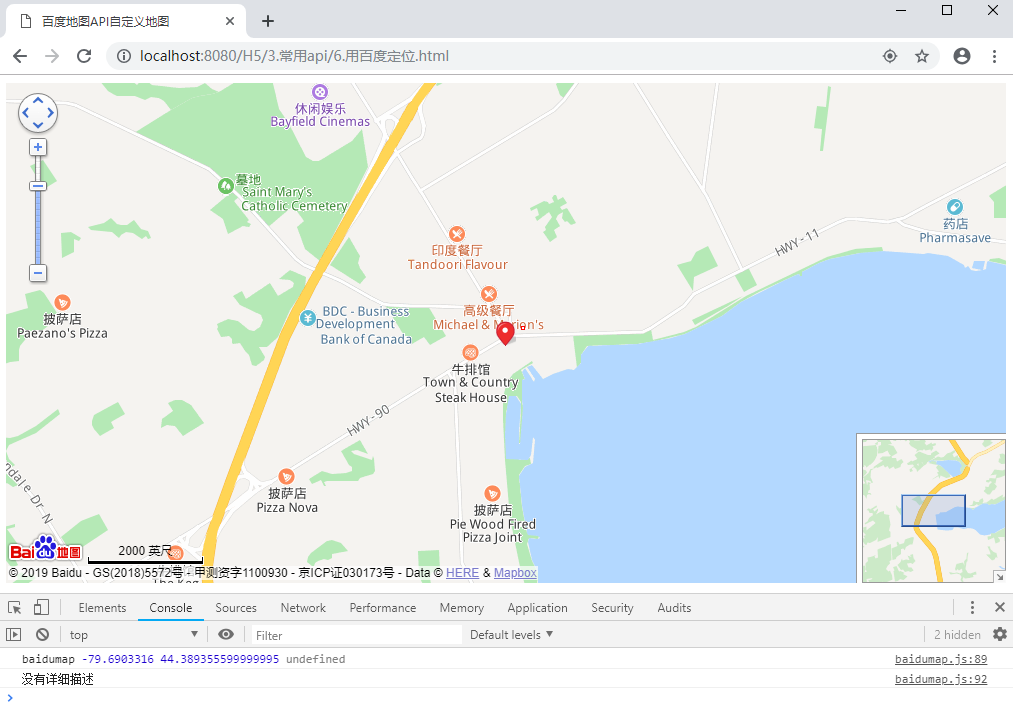 百度地图API自定义地图
localhost:8080/H5/3.常用api/6.用百度定位.html
休闲娱乐
Bayfield Cinemas
墓地
Saint Mary's
Catholic Cemetery
药店
Pharmasave
HWY-11
印度餐厅
Tandoori Flavour
披萨店
Paezano's Pizza
BDC - Business
Development
Bank of Canada
高级餐厅
Michael & Marian's
牛排馆
Town & Country
Steak House
HWY-90
ndale Dr N
披萨店
Pizza Nova
披萨店
Pie Wood Fired
Pizza Joint
Bai du 地图
2000 英尺
© 2019 Baidu - GS(2018)5572号 - 甲测资字1100930 - 京ICP证030173号 - Data © HERE & Mapbox
Elements Console Sources Network Performance Memory Application Security Audits
top Filter Default levels 2 hidden
baidumap -79.6903316 44.389355599999995 undefined baidumap.js:89
没有详细描述 baidumap.js:92